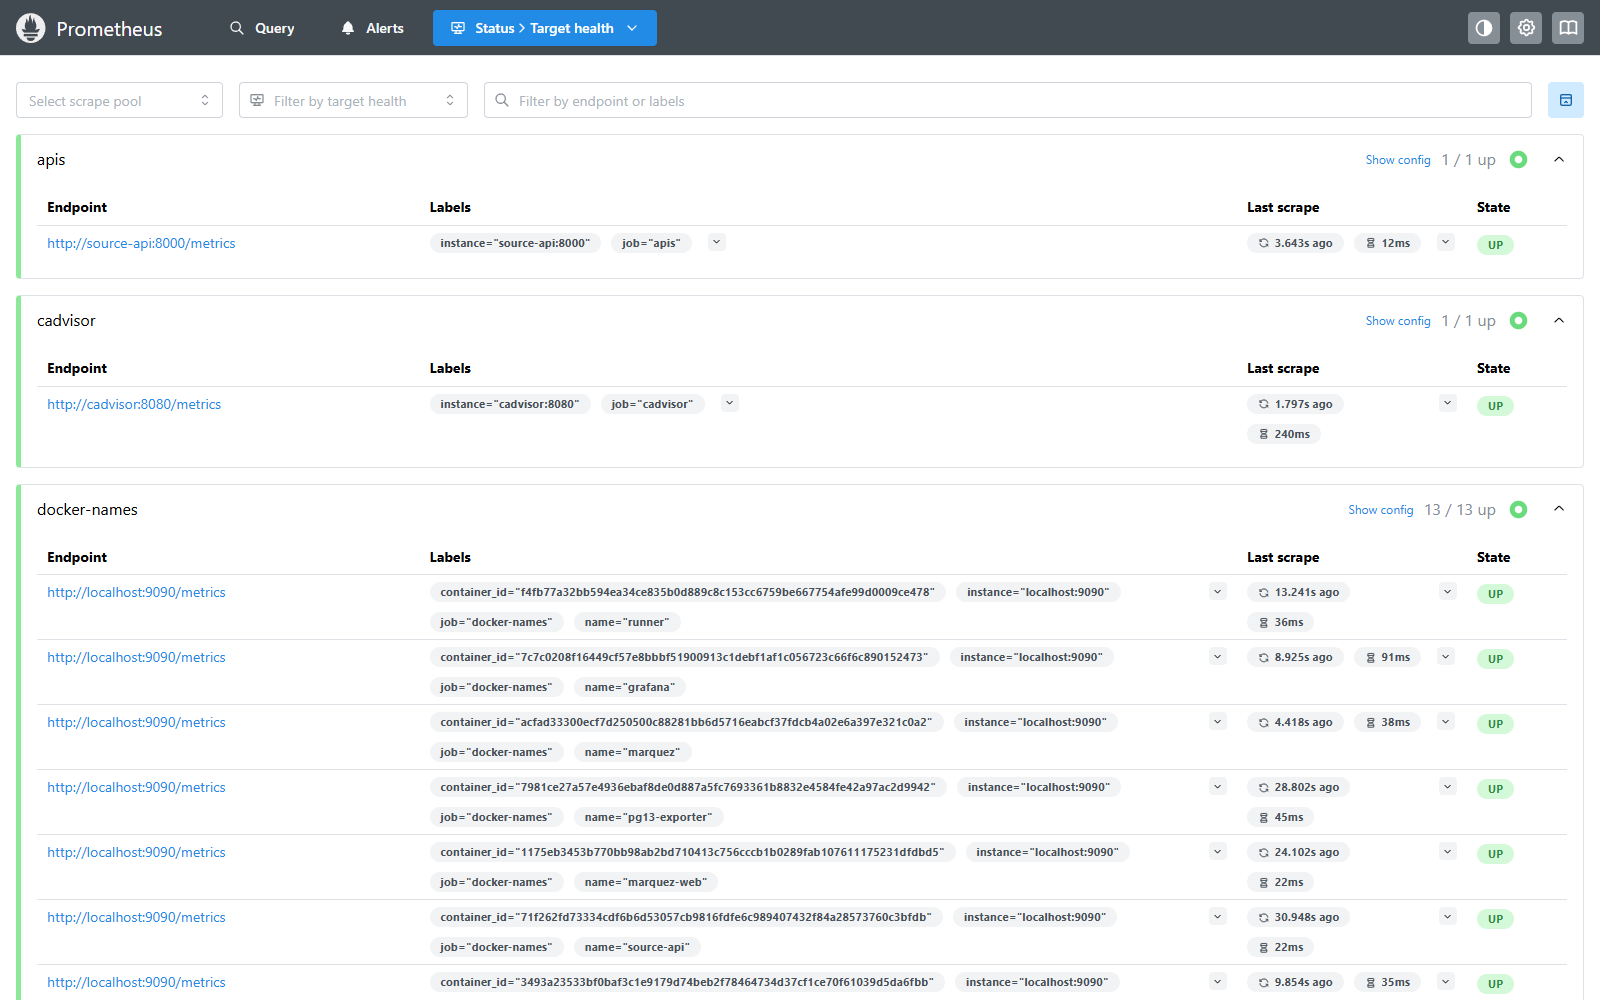 Prometheus Query Alerts Status > Target health
Select scrape pool Filter by target health Filter by endpoint or labels
apis Show config 1 / 1 up
Endpoint Labels Last scrape State
http://source-api:8000/metrics instance="source-api:8000" job="apis" 3.643s ago 12ms UP
cadvisor Show config 1 / 1 up
Endpoint Labels Last scrape State
http://cadvisor:8080/metrics instance="cadvisor:8080" job="cadvisor" 1.797s ago UP
240ms
docker-names Show config 13 / 13 up
Endpoint Labels Last scrape State
http://localhost:9090/metrics container_id="f4fb77a32bb594ea34ce835b0d889c8c153cc6759be667754afe99d0009ce478" instance="localhost:9090" 13.241s ago UP
job="docker-names" name="runner" 36ms
http://localhost:9090/metrics container_id="7c7c0208f16449cf57e8bbbf51900913c1debf1af1c056723c66f6c890152473" instance="localhost:9090" 8.925s ago 91ms UP
job="docker-names" name="grafana"
http://localhost:9090/metrics container_id="acfad33300ecf7d250500c88281bb6d5716eabcf37fdcb4a02e6a397e321c0a2" instance="localhost:9090" 4.418s ago 38ms UP
job="docker-names" name="marquez"
http://localhost:9090/metrics container_id="7981ce27a57e4936ebaf8de0d887a5fc7693361b8832e4584fe42a97ac2d9942" instance="localhost:9090" 28.802s ago UP
job="docker-names" name="pg13-exporter" 45ms
http://localhost:9090/metrics container_id="1175eb3453b770bb98ab2bd710413c756cccb1b0289fab107611175231dfdbd5" instance="localhost:9090" 24.102s ago UP
job="docker-names" name="marquez-web" 22ms
http://localhost:9090/metrics container_id="71f262fd73334cdf6b6d53057cb9816fdfe6c989407432f84a28573760c3bfdb" instance="localhost:9090" 30.948s ago UP
job="docker-names" name="source-api" 22ms
http://localhost:9090/metrics container_id="3493a23533bf0baf3c1e9179d74beb2f78464734d37cf1ce70f61039d5da6fbb" instance="localhost:9090" 9.854s ago 35ms UP